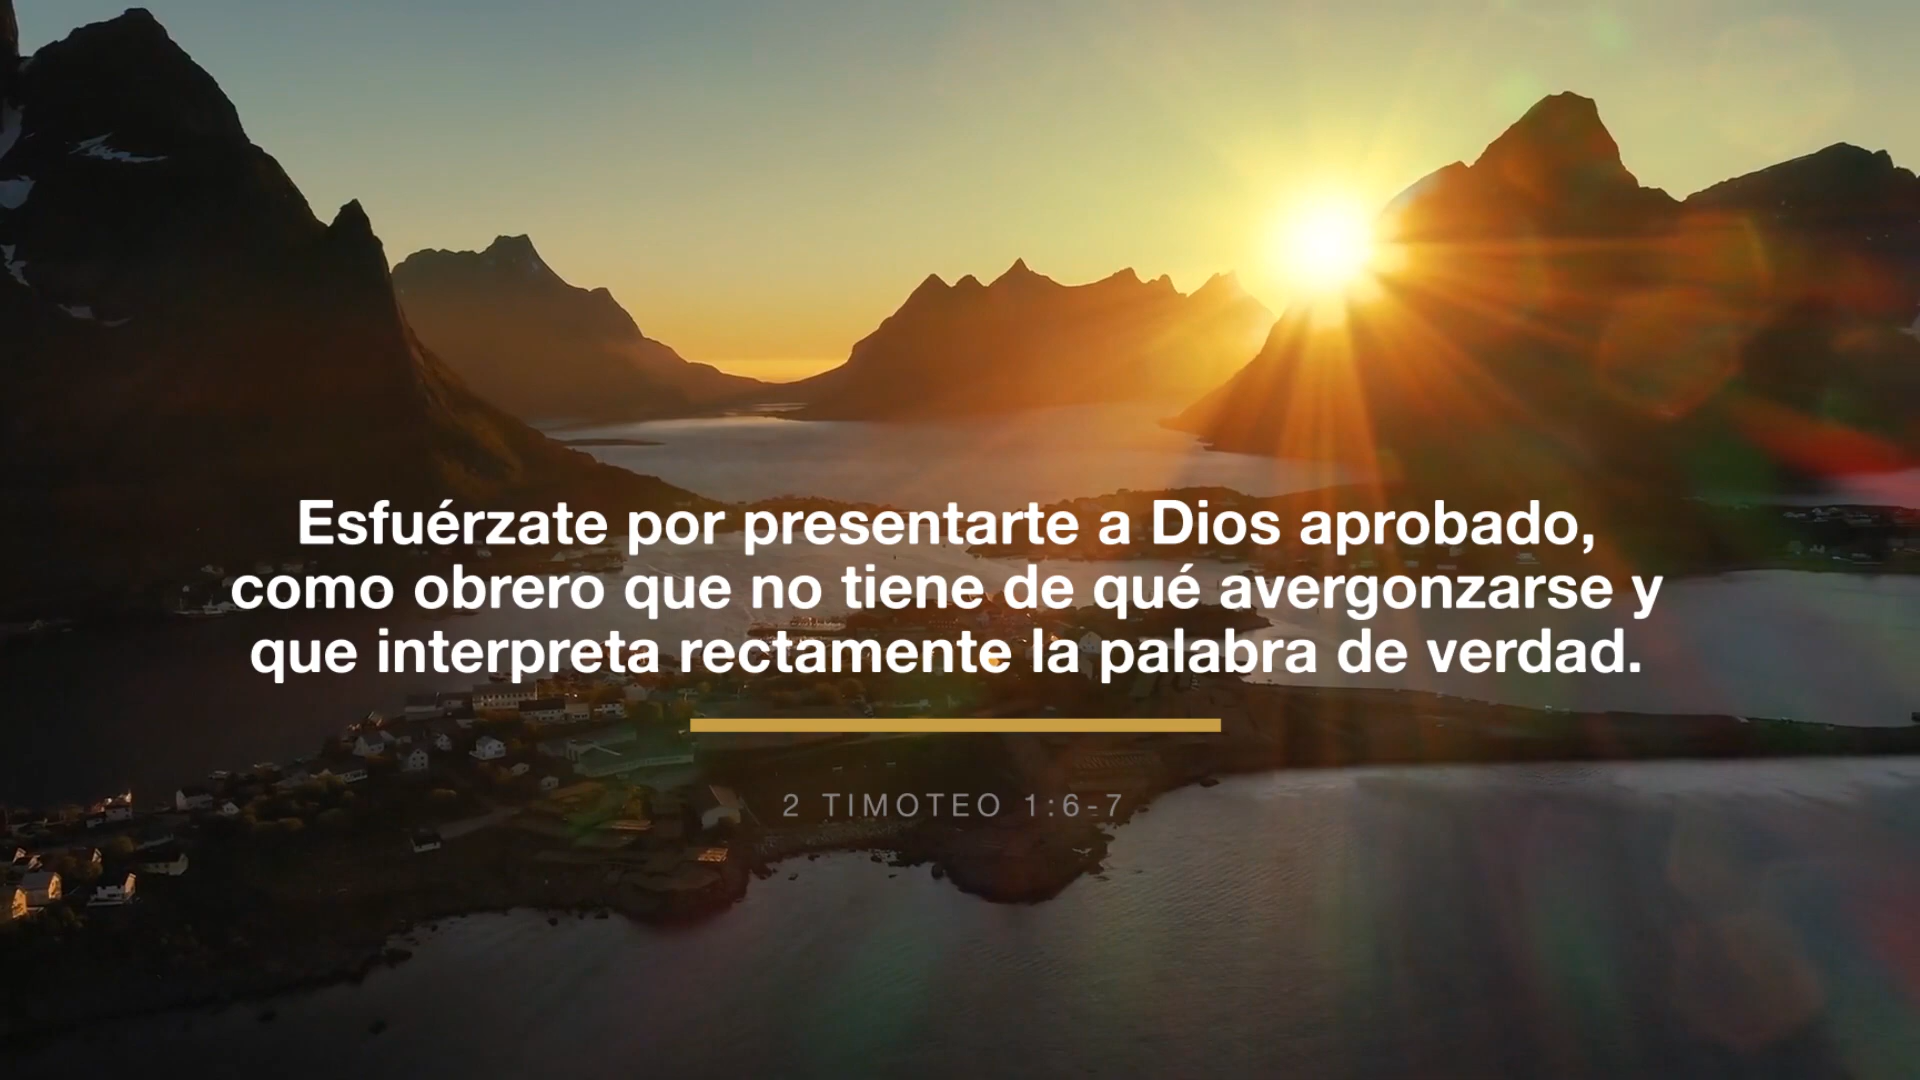 Esfuérzate por presentarte a Dios aprobado,
como obrero que no tiene de qué avergonzarse y
que interpreta rectamente la palabra de verdad.
2 TIMOTEO 1:6-7